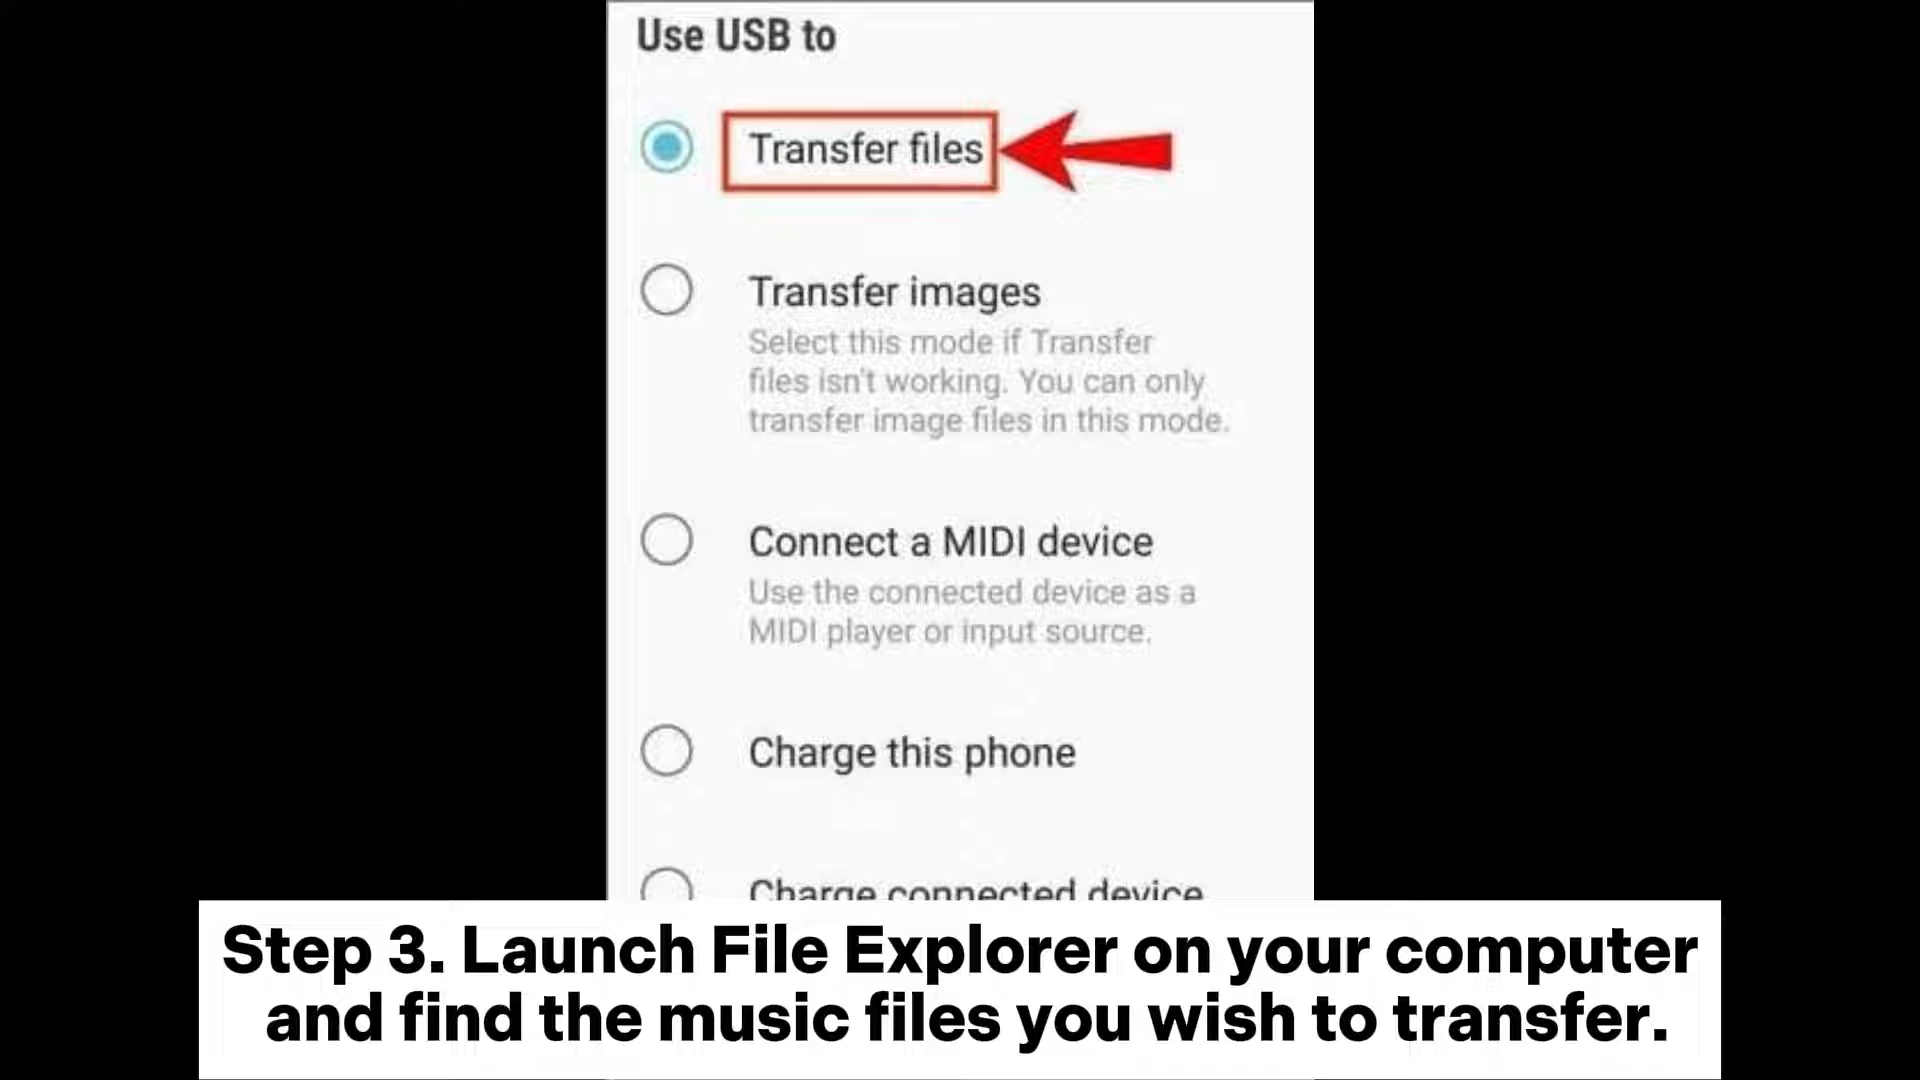 Use USB to
Transfer files
Transfer images
Select this mode if Transfer
files isn't working. You can only
transfer image files in this mode.
Connect a MIDI device
Use the connected device as a
MIDI player or input source.
Charge this phone
Charge connected device
Step 3. Launch File Explorer on your computer
and find the music files you wish to transfer.